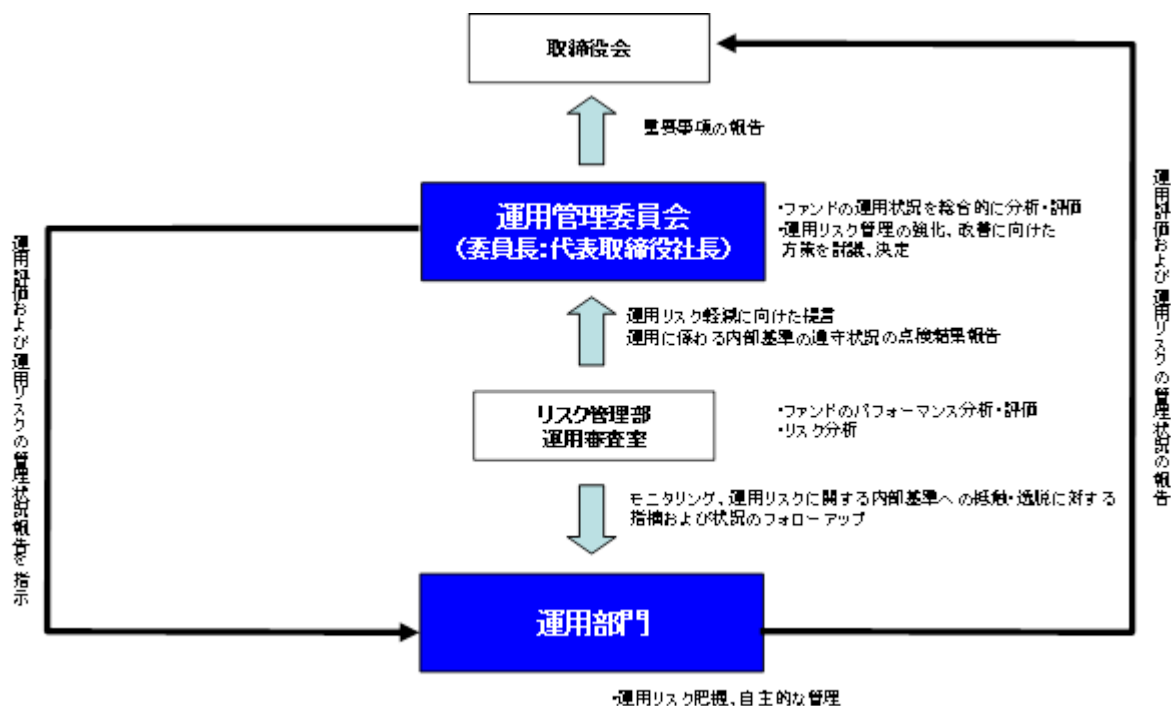 取締役会
重要事項の報告
運用管理委員会
(委員長:代表取締役社長)
・ファンドの運用状況を総合的に分析・評価
・運用リスク管理の強化、改善に向けた
方策を討議、決定
運用リスク軽減に向けた提言
運用に係わる内部基準の遵守状況の点検結果報告
リスク管理部
運用審査室
・ファンドのパフォーマンス分析・評価
・リスク分析
モニタリング、運用リスクに関する内部基準への抵触・逸脱に対する
指摘および状況のフォローアップ
運用部門
・運用リスク把握、自主的な管理
運用評価および運用リスクの管理状況報告を指示
運用評価および運用リスクの管理状況の報告